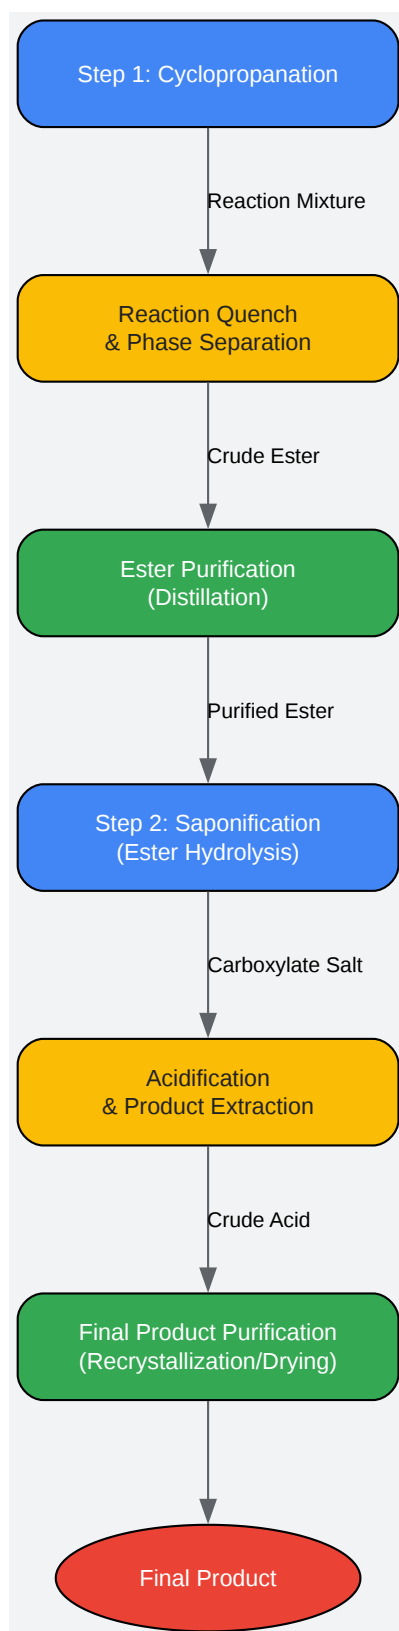 Step 1: Cyclopropanation
Reaction Mixture
Reaction Quench
& Phase Separation
Crude Ester
Ester Purification
(Distillation)
Purified Ester
Step 2: Saponification
(Ester Hydrolysis)
Carboxylate Salt
Acidification
& Product Extraction
Crude Acid
Final Product Purification
(Recrystallization/Drying)
Final Product